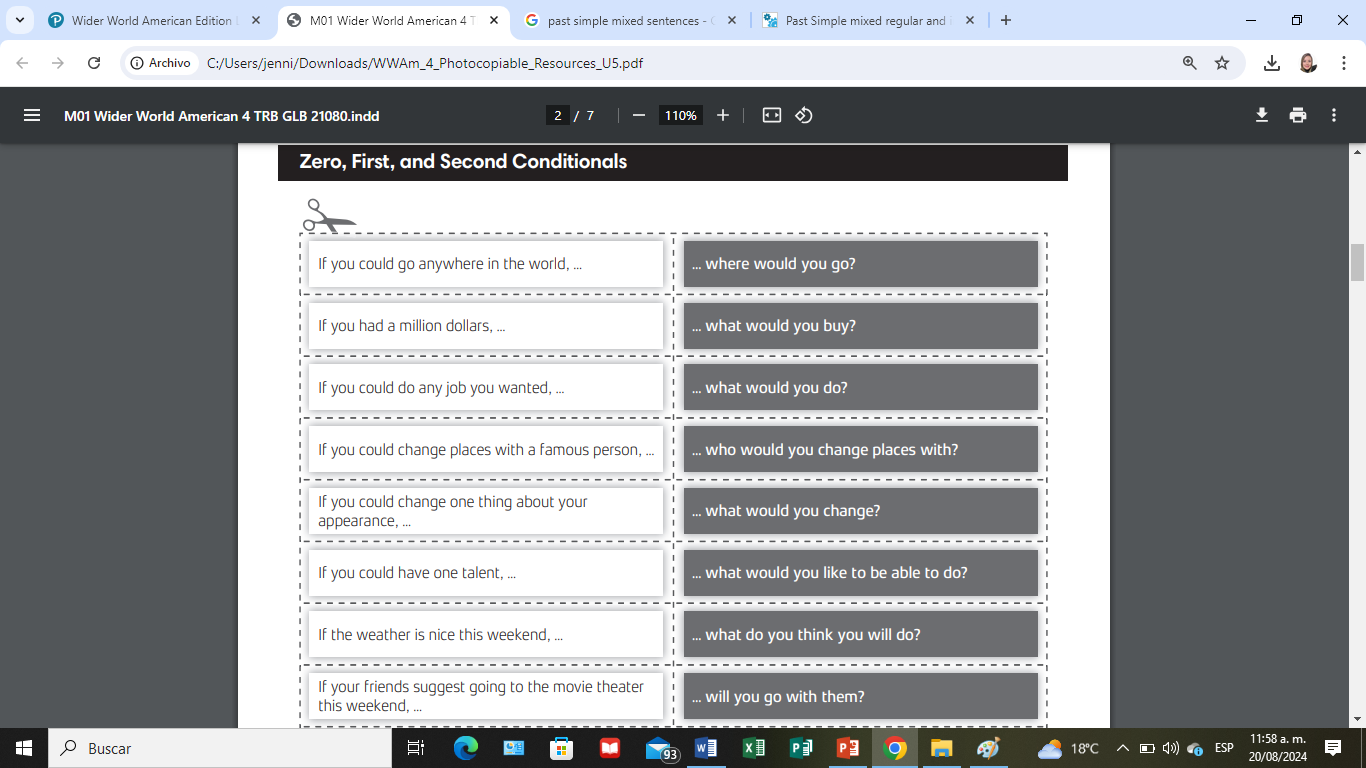 Wider World American Edition
M01 Wider World American 4 T
past simple mixed sentences -
Past Simple mixed regular and
Archivo
C:/Users/jenni/Downloads/WWAm_4_Photocopiable_Resources_U5.pdf
M01 Wider World American 4 TRB GLB 21080.indd
2 / 7
110%
Zero, First, and Second Conditionals
If you could go anywhere in the world, ...
... where would you go?
If you had a million dollars, ...
... what would you buy?
If you could do any job you wanted, ...
... what would you do?
If you could change places with a famous person, ...
... who would you change places with?
If you could change one thing about your
appearance, ...
... what would you change?
If you could have one talent, ...
... what would you like to be able to do?
If the weather is nice this weekend, ...
... what do you think you will do?
If your friends suggest going to the movie theater
this weekend, ...
... will you go with them?
Buscar
93
18°C
ESP
11:58 a. m.
20/08/2024